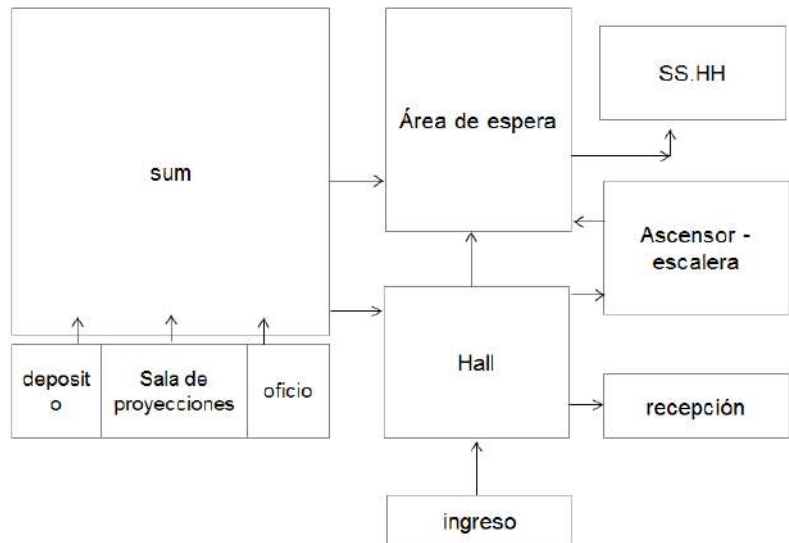 sum
Área de espera
SS.HH
Ascensor -
escalera
deposit
o
Sala de
proyecciones
oficio
Hall
recepción
ingreso